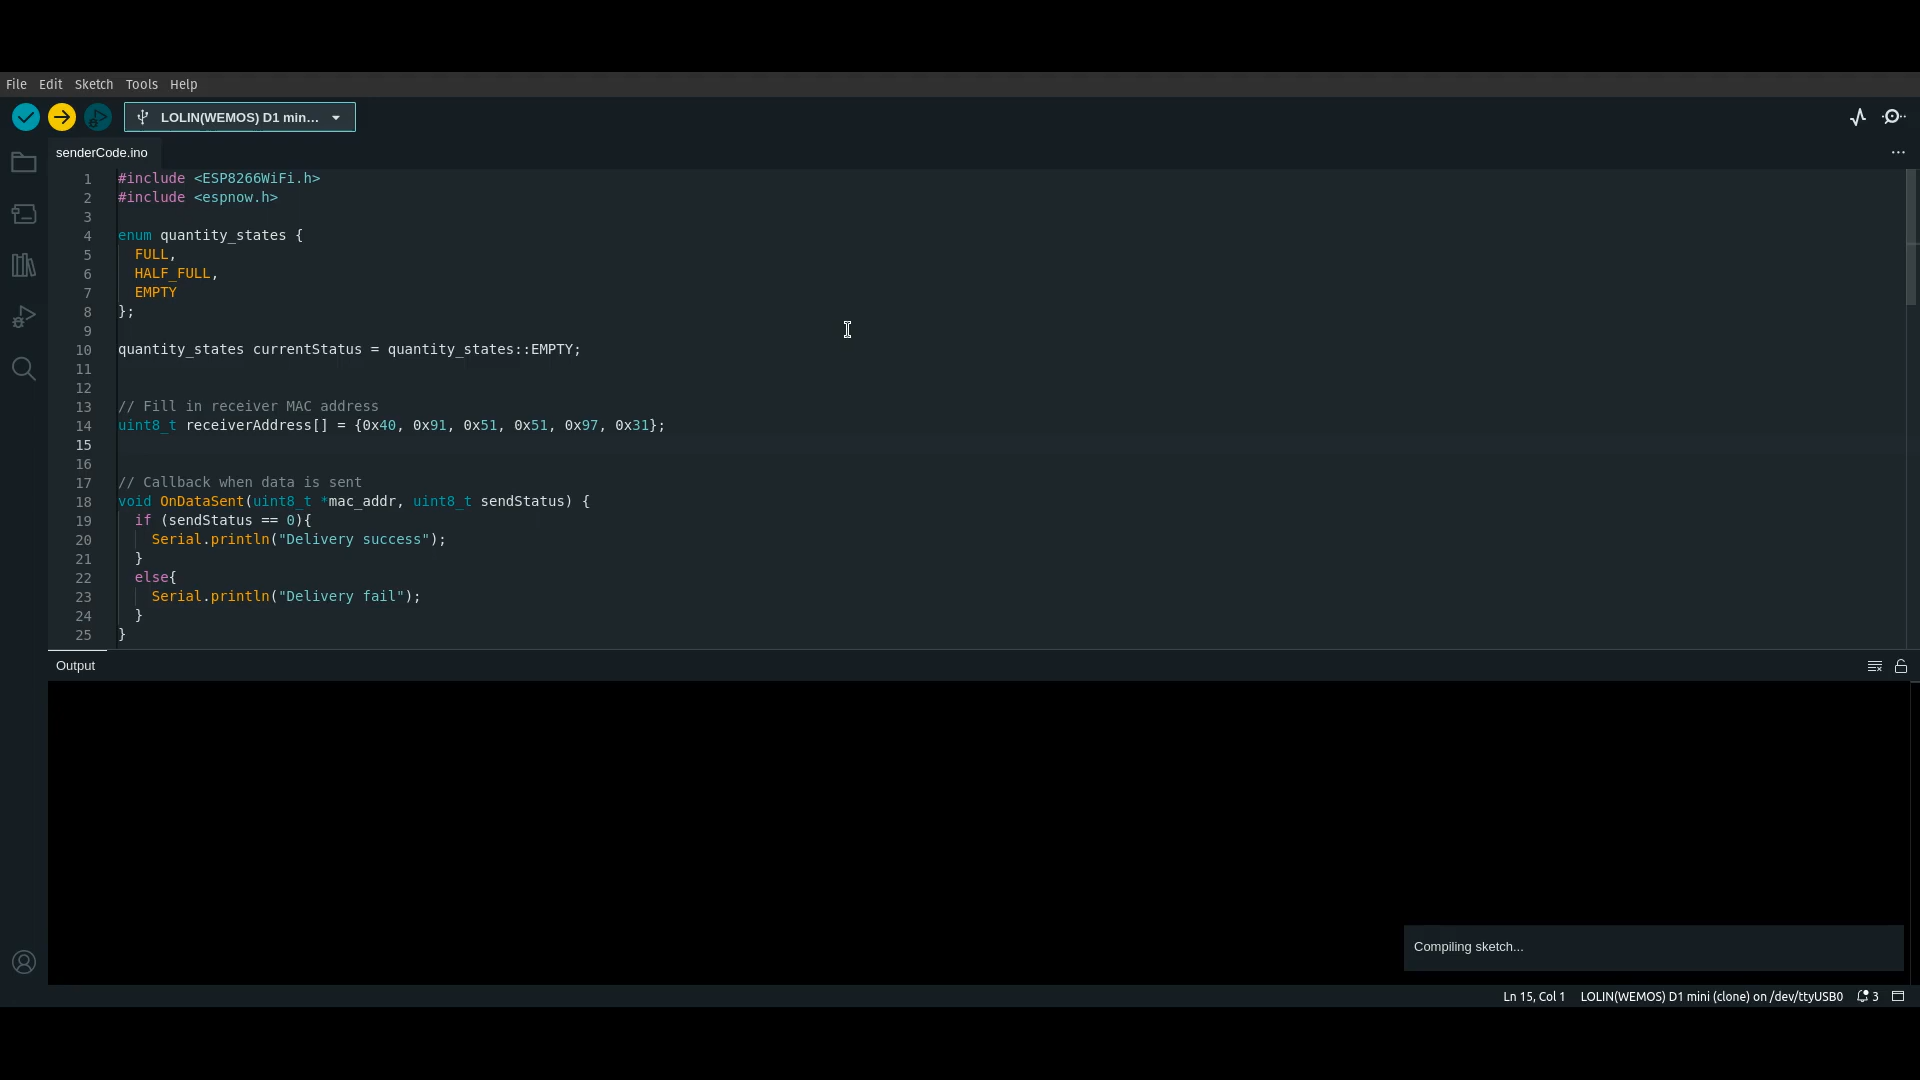 File Edit Sketch Tools Help
LOLIN(WEMOS) D1 min...
senderCode.ino
1 #include <ESP8266WiFi.h>
2 #include <espnow.h>
3
4 enum quantity_states {
5 FULL,
6 HALF_FULL,
7 EMPTY
8 };
9
10 quantity_states currentStatus = quantity_states::EMPTY;
11
12
13 // Fill in receiver MAC address
14 uint8_t receiverAddress[] = {0x40, 0x91, 0x51, 0x51, 0x97, 0x31};
15
16
17 // Callback when data is sent
18 void OnDataSent(uint8_t *mac_addr, uint8_t sendStatus) {
19 if (sendStatus == 0){
20 Serial.println("Delivery success");
21 }
22 else{
23 Serial.println("Delivery fail");
24 }
25 }
Output
Compiling sketch...
Ln 15, Col 1 LOLIN(WEMOS) D1 mini (clone) on /dev/ttyUSB0 3